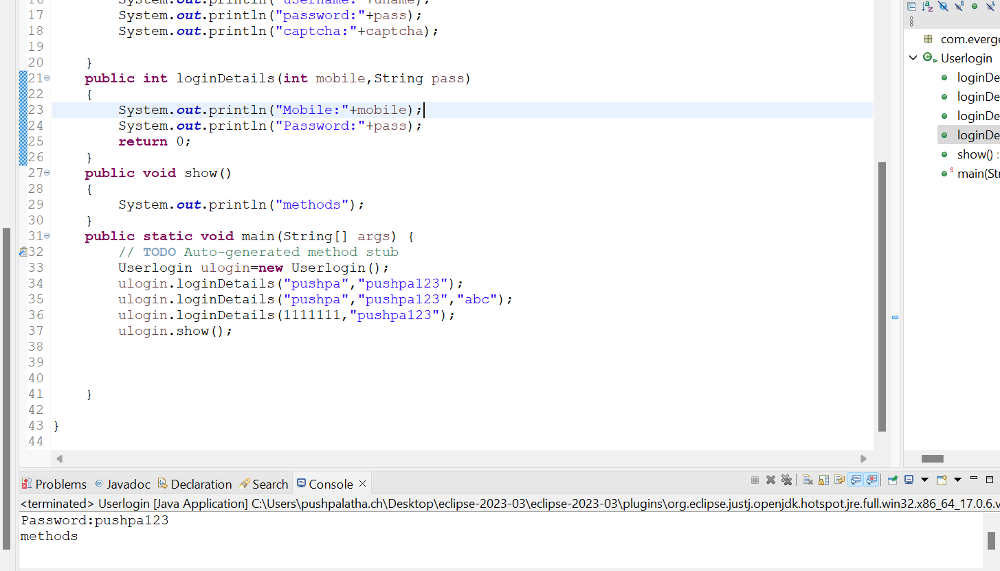 16 System.out.println("username:"+uname);
17 System.out.println("password:"+pass);
18 System.out.println("captcha:"+captcha);
19
20 }
21 public int loginDetails(int mobile,String pass)
22 {
23 System.out.println("Mobile:"+mobile);
24 System.out.println("Password:"+pass);
25 return 0;
26 }
27 public void show()
28 {
29 System.out.println("methods");
30 }
31 public static void main(String[] args) {
32 // TODO Auto-generated method stub
33 Userlogin ulogin=new Userlogin();
34 ulogin.loginDetails("pushpa","pushpa123");
35 ulogin.loginDetails("pushpa","pushpa123","abc");
36 ulogin.loginDetails(1111111,"pushpa123");
37 ulogin.show();
38
39
40
41 }
42
43 }
44
com.everge
Userlogin
loginDe
loginDe
loginDe
loginDe
show() :
main(Str
Problems @ Javadoc Declaration Search Console
<terminated> Userlogin [Java Application] C:\Users\pushpalatha.ch\Desktop\eclipse-2023-03\eclipse-2023-03\plugins\org.eclipse.justj.openjdk.hotspot.jre.full.win32.x86_64_17.0.6.v
Password:pushpa123
methods